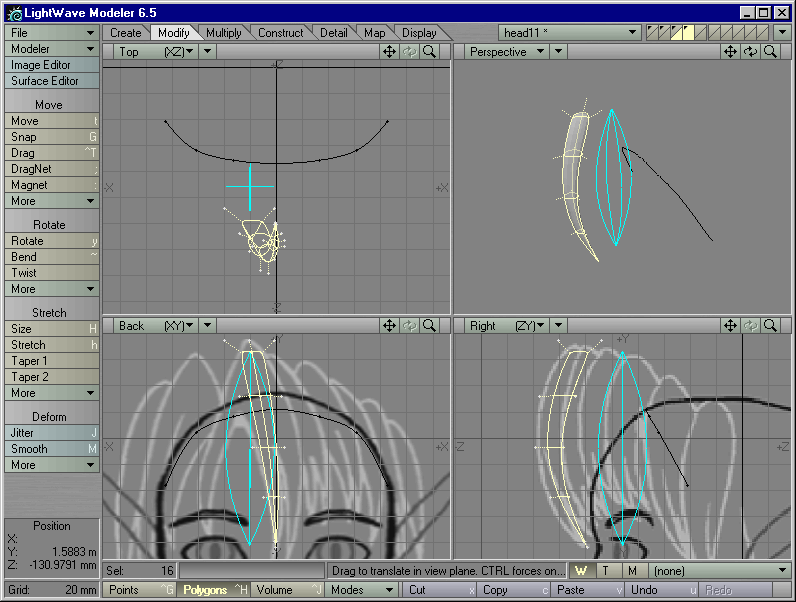 LightWave Modeler 6.5
File
Create Modify Multiply Construct Detail Map Display
head11 *
Modeler
Top (XZ)
Perspective
Image Editor
Surface Editor
Move
Move t
Snap G
Drag ^T
DragNet ;
Magnet :
More
Rotate
Rotate y
Bend ~
Twist
More
Stretch
Size H
Stretch h
Taper 1
Taper 2
More
Deform
Jitter J
Smooth M
More
Z
-X
+X
Z
Back (XY)
Right (ZY)
Y
+Y
-X
+X
-Z
+Z
Position
X:
Y: 1.5883 m
Z: -130.9791 mm
Grid: 20 mm
Sel: 16
Drag to translate in view plane. CTRL forces on...
W T M (none)
Points ^G Polygons ^H Volume ^J Modes Cut x Copy c Paste v Undo u Redo